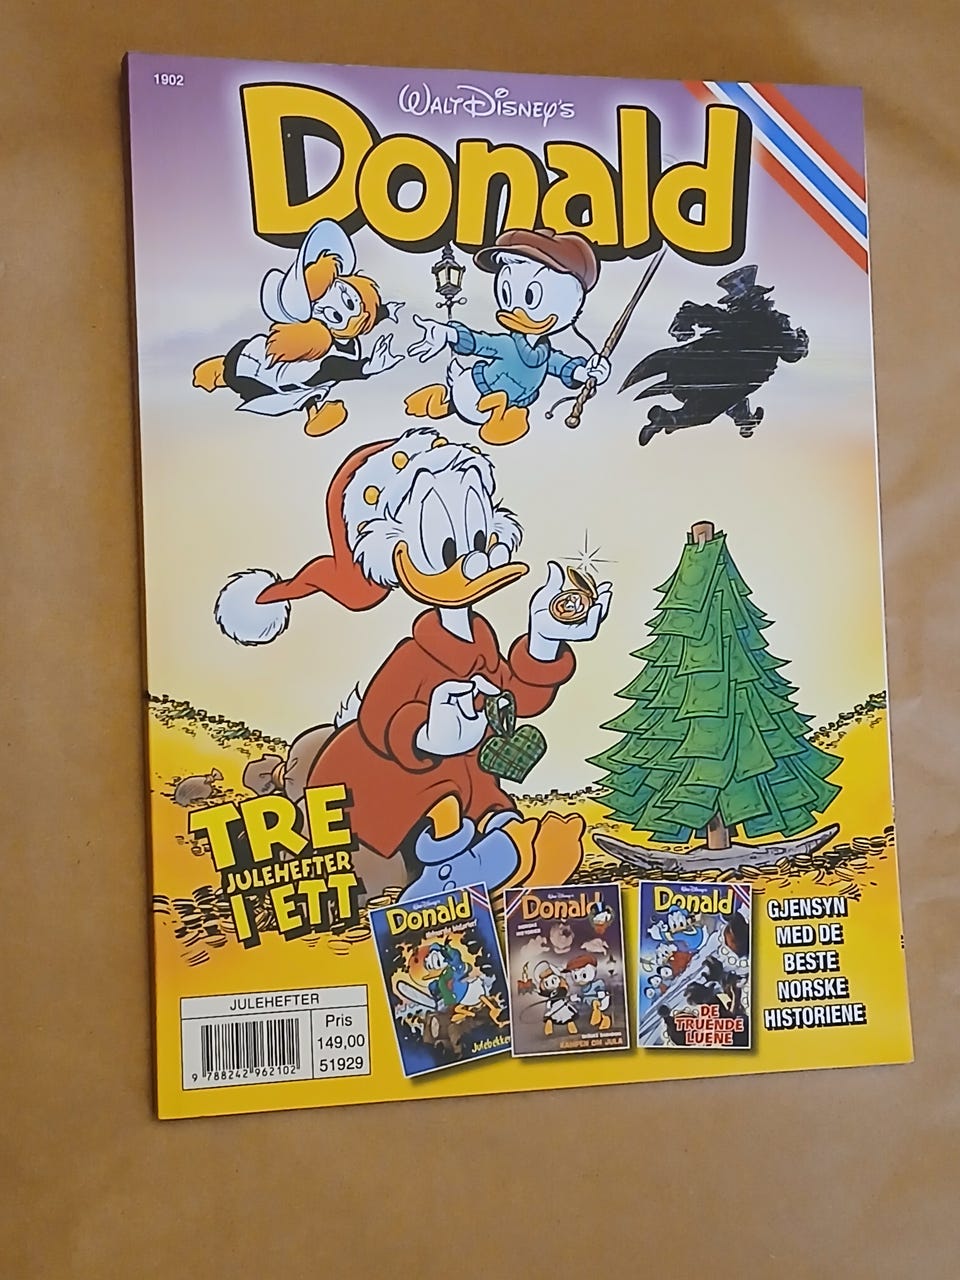 1902
WALT DISNEY'S
Donald
TRE
JULEHEFTER
I ETT
Donald
Julebekken
Donald
KAMPEN OM JULA
Donald
DE
TRUENDE
LUENE
GJENSYN
MED DE
BESTE
NORSKE
HISTORIENE
JULEHEFTER
Pris
149,00
51929
9 788242 962102